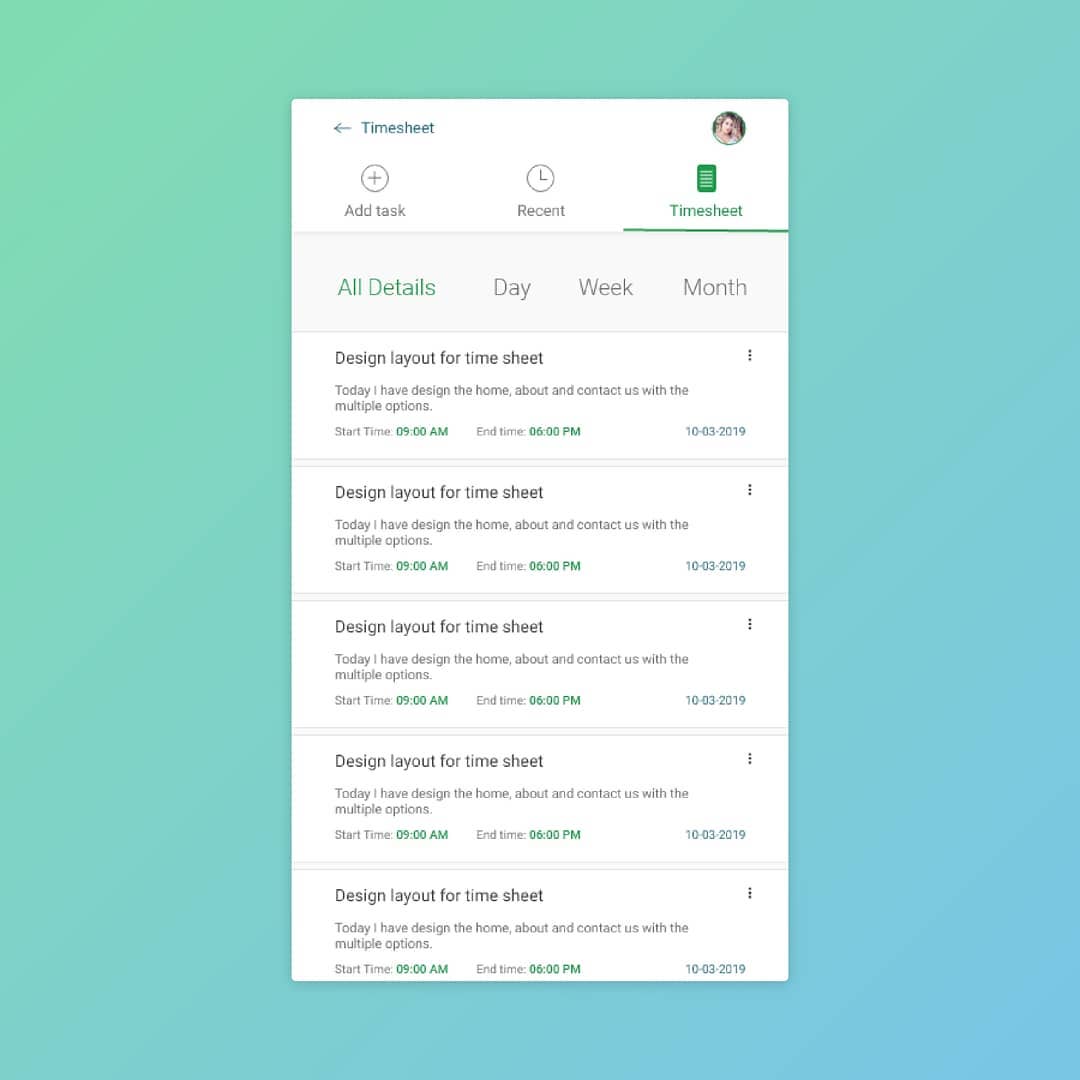 Timesheet
Add task Recent Timesheet
All Details Day Week Month
Design layout for time sheet
Today I have design the home, about and contact us with the
multiple options.
Start Time: 09:00 AM End time: 06:00 PM 10-03-2019
Design layout for time sheet
Today I have design the home, about and contact us with the
multiple options.
Start Time: 09:00 AM End time: 06:00 PM 10-03-2019
Design layout for time sheet
Today I have design the home, about and contact us with the
multiple options.
Start Time: 09:00 AM End time: 06:00 PM 10-03-2019
Design layout for time sheet
Today I have design the home, about and contact us with the
multiple options.
Start Time: 09:00 AM End time: 06:00 PM 10-03-2019
Design layout for time sheet
Today I have design the home, about and contact us with the
multiple options.
Start Time: 09:00 AM End time: 06:00 PM 10-03-2019